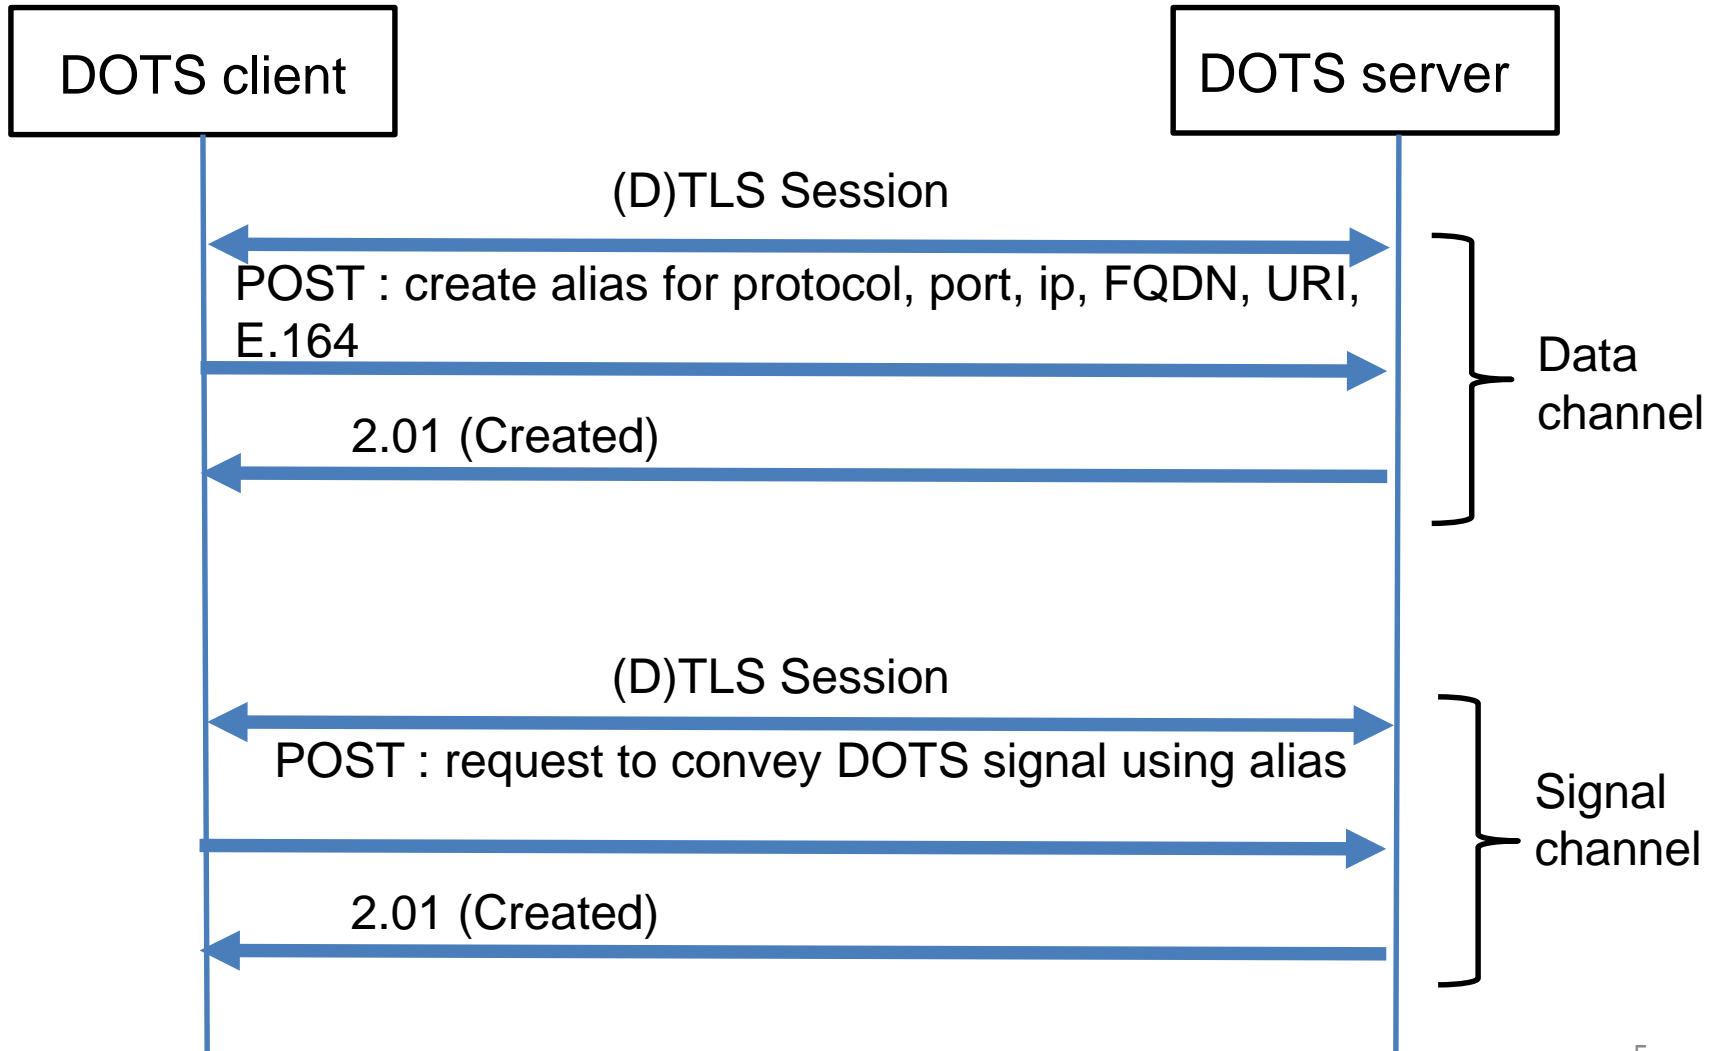 DOTS client
DOTS server
(D)TLS Session
POST : create alias for protocol, port, ip, FQDN, URI,
E.164
Data
channel
2.01 (Created)
(D)TLS Session
POST : request to convey DOTS signal using alias
Signal
channel
2.01 (Created)